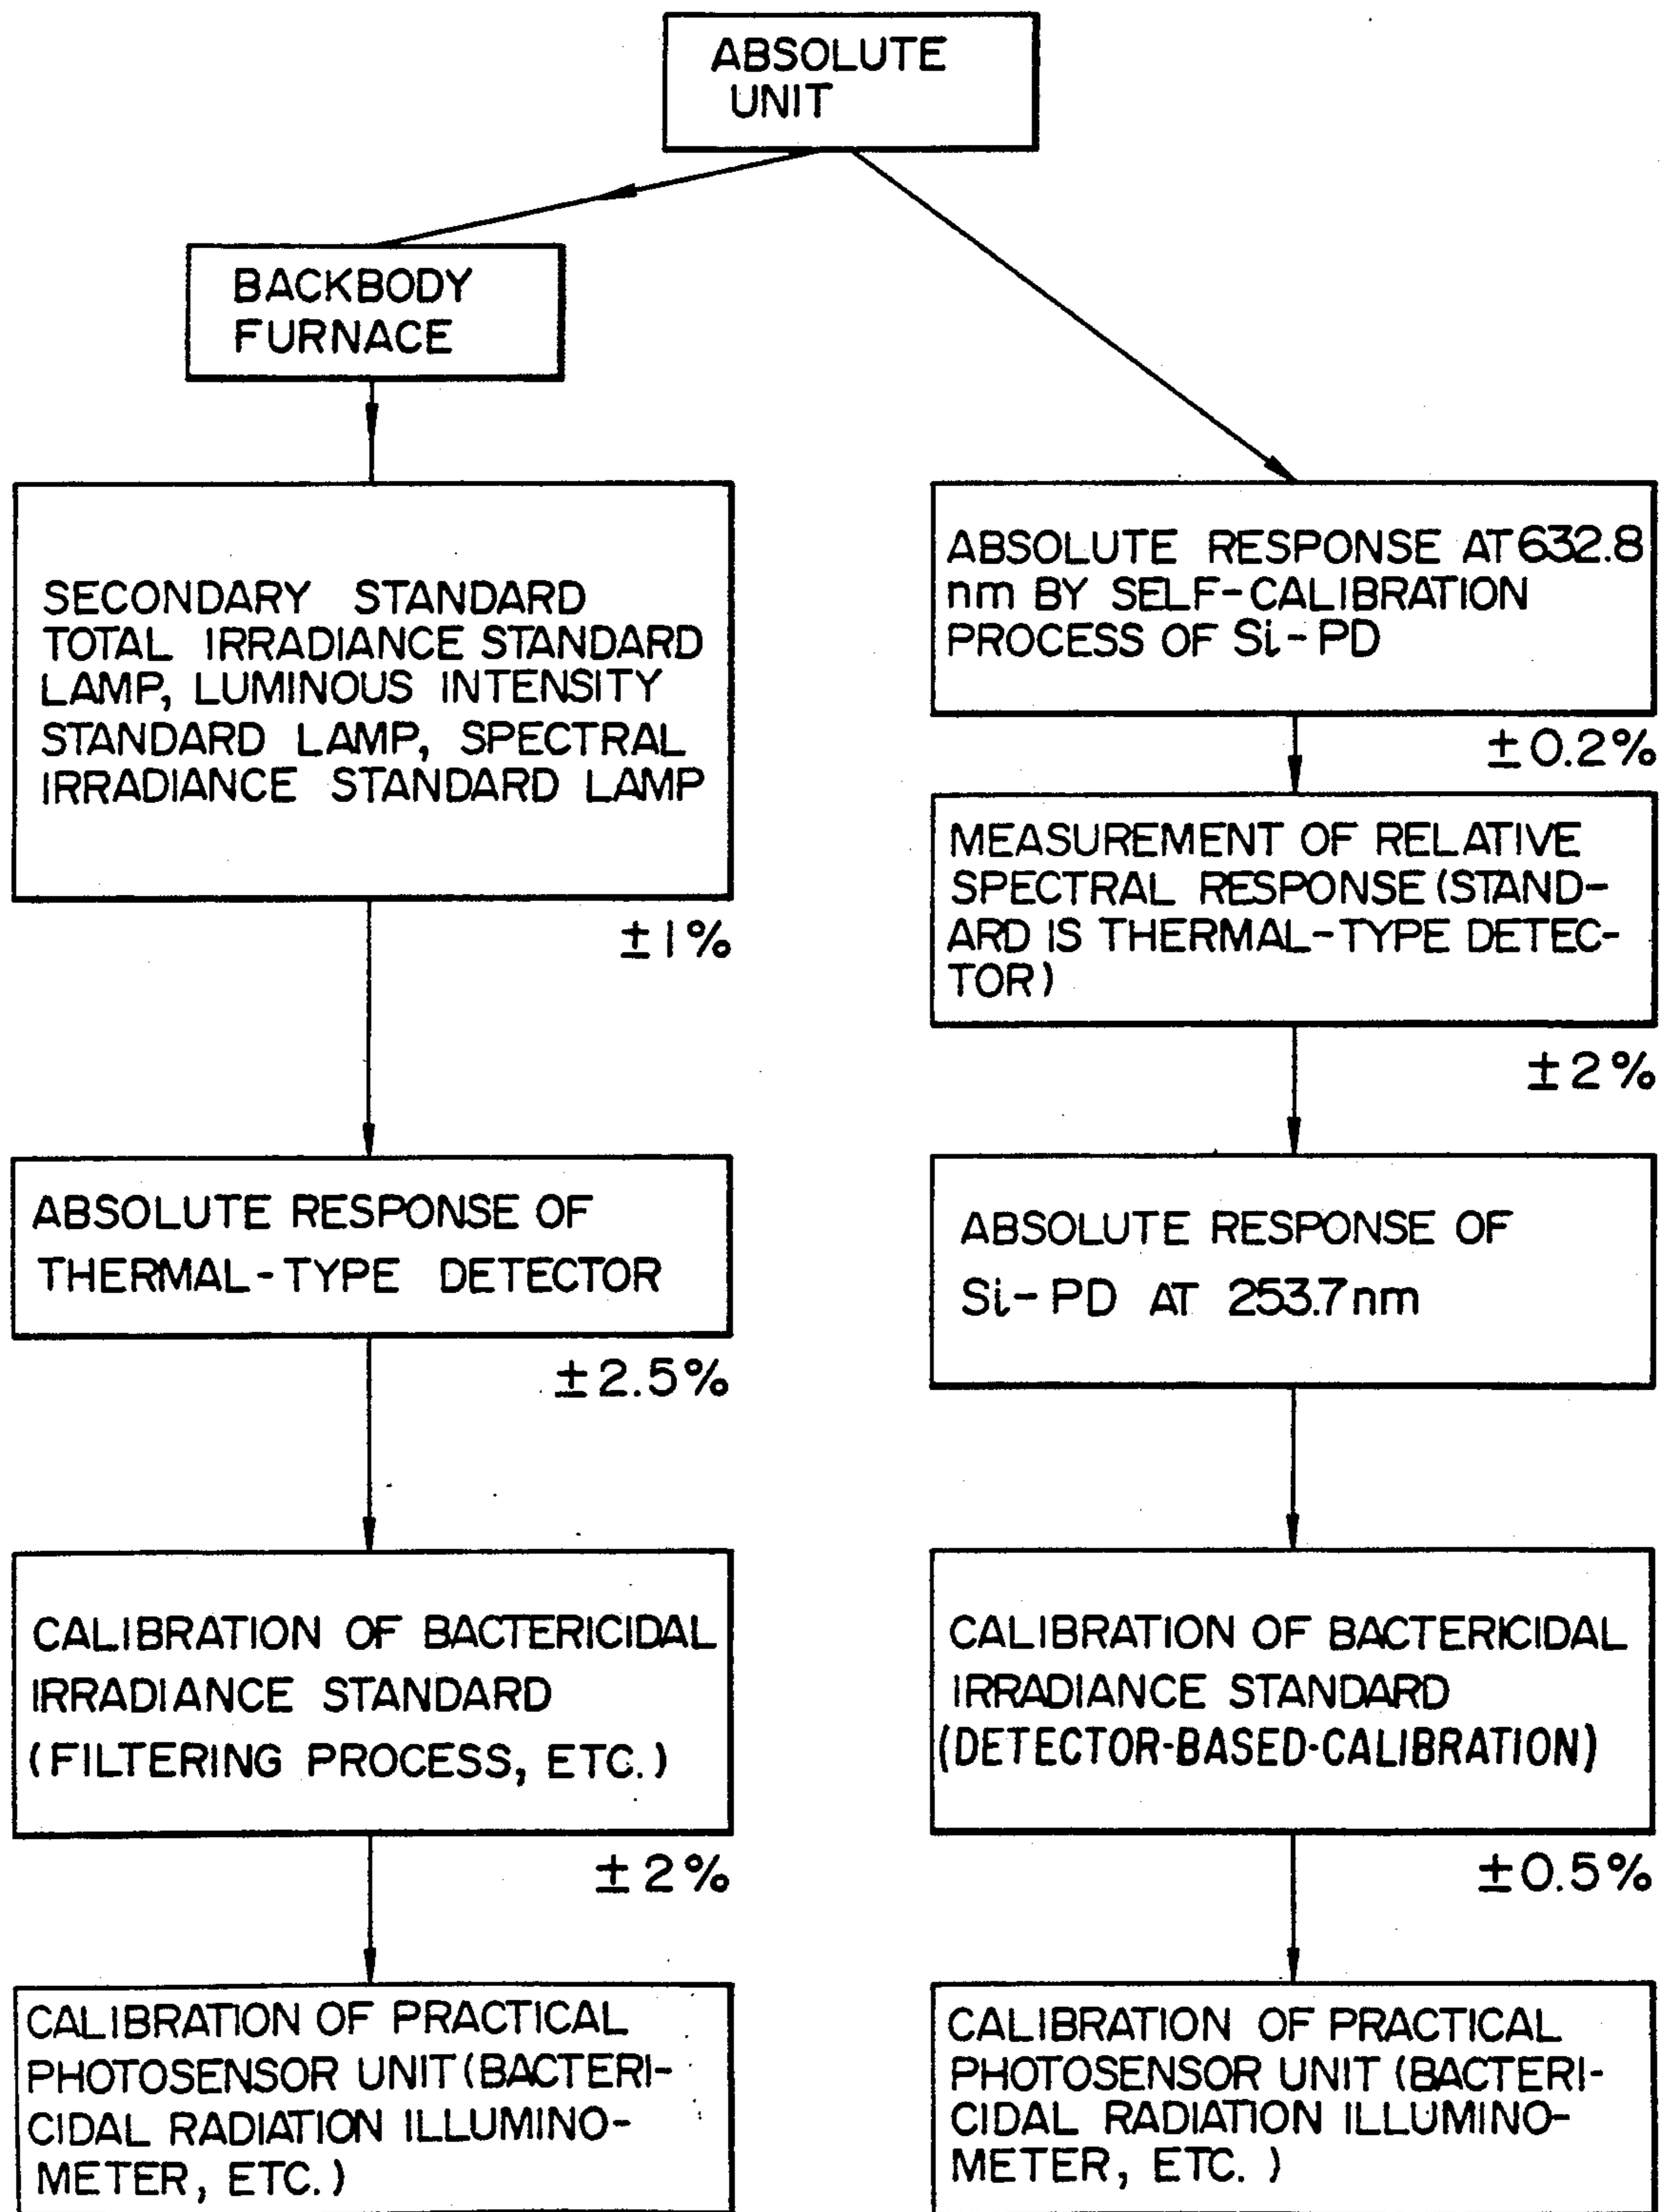 ABSOLUTE
UNIT
BACKBODY
FURNACE
SECONDARY STANDARD
TOTAL IRRADIANCE STANDARD
LAMP, LUMINOUS INTENSITY
STANDARD LAMP, SPECTRAL
IRRADIANCE STANDARD LAMP
±1%
ABSOLUTE RESPONSE OF
THERMAL-TYPE DETECTOR
±2.5%
CALIBRATION OF BACTERICIDAL
IRRADIANCE STANDARD
(FILTERING PROCESS, ETC.)
±2%
CALIBRATION OF PRACTICAL
PHOTOSENSOR UNIT (BACTERI-
CIDAL RADIATION ILLUMINO-
METER, ETC.)
ABSOLUTE RESPONSE AT 632.8
nm BY SELF-CALIBRATION
PROCESS OF Si-PD
±0.2%
MEASUREMENT OF RELATIVE
SPECTRAL RESPONSE (STAND-
ARD IS THERMAL-TYPE DETEC-
TOR)
±2%
ABSOLUTE RESPONSE OF
Si-PD AT 253.7nm
CALIBRATION OF BACTERICIDAL
IRRADIANCE STANDARD
(DETECTOR-BASED-CALIBRATION)
±0.5%
CALIBRATION OF PRACTICAL
PHOTOSENSOR UNIT (BACTERI-
CIDAL RADIATION ILLUMINO-
METER, ETC. )